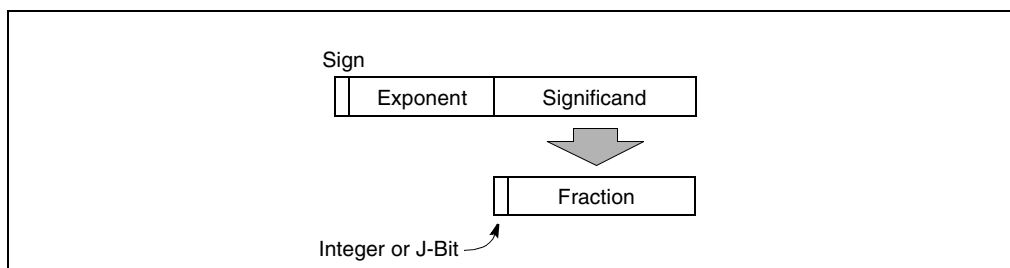 Sign
Exponent Significand
Fraction
Integer or J-Bit